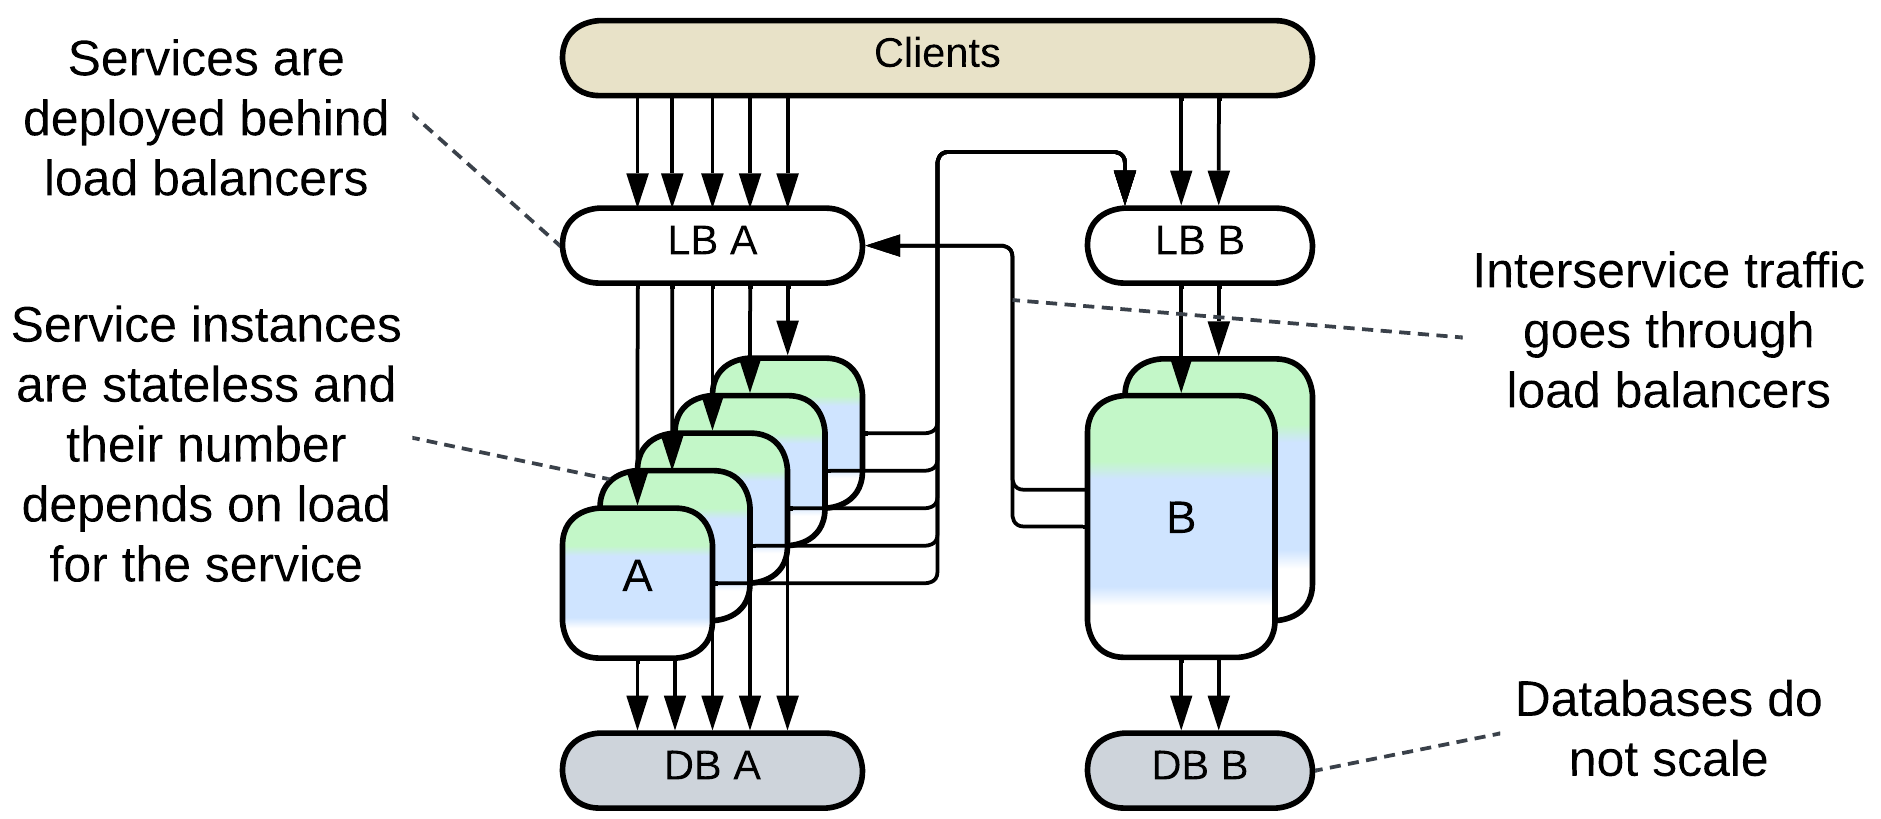 Clients
Services are
deployed behind
load balancers
LB A
LB B
Interservice traffic
goes through
load balancers
Service instances
are stateless and
their number
depends on load
for the service
A
B
Databases do
not scale
DB A
DB B